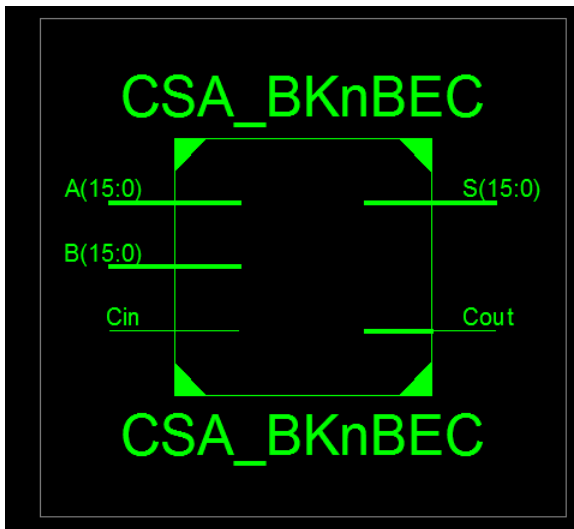 CSA_BKnBEC
A(15:0)
S(15:0)
B(15:0)
Cin
Cout
CSA_BKnBEC